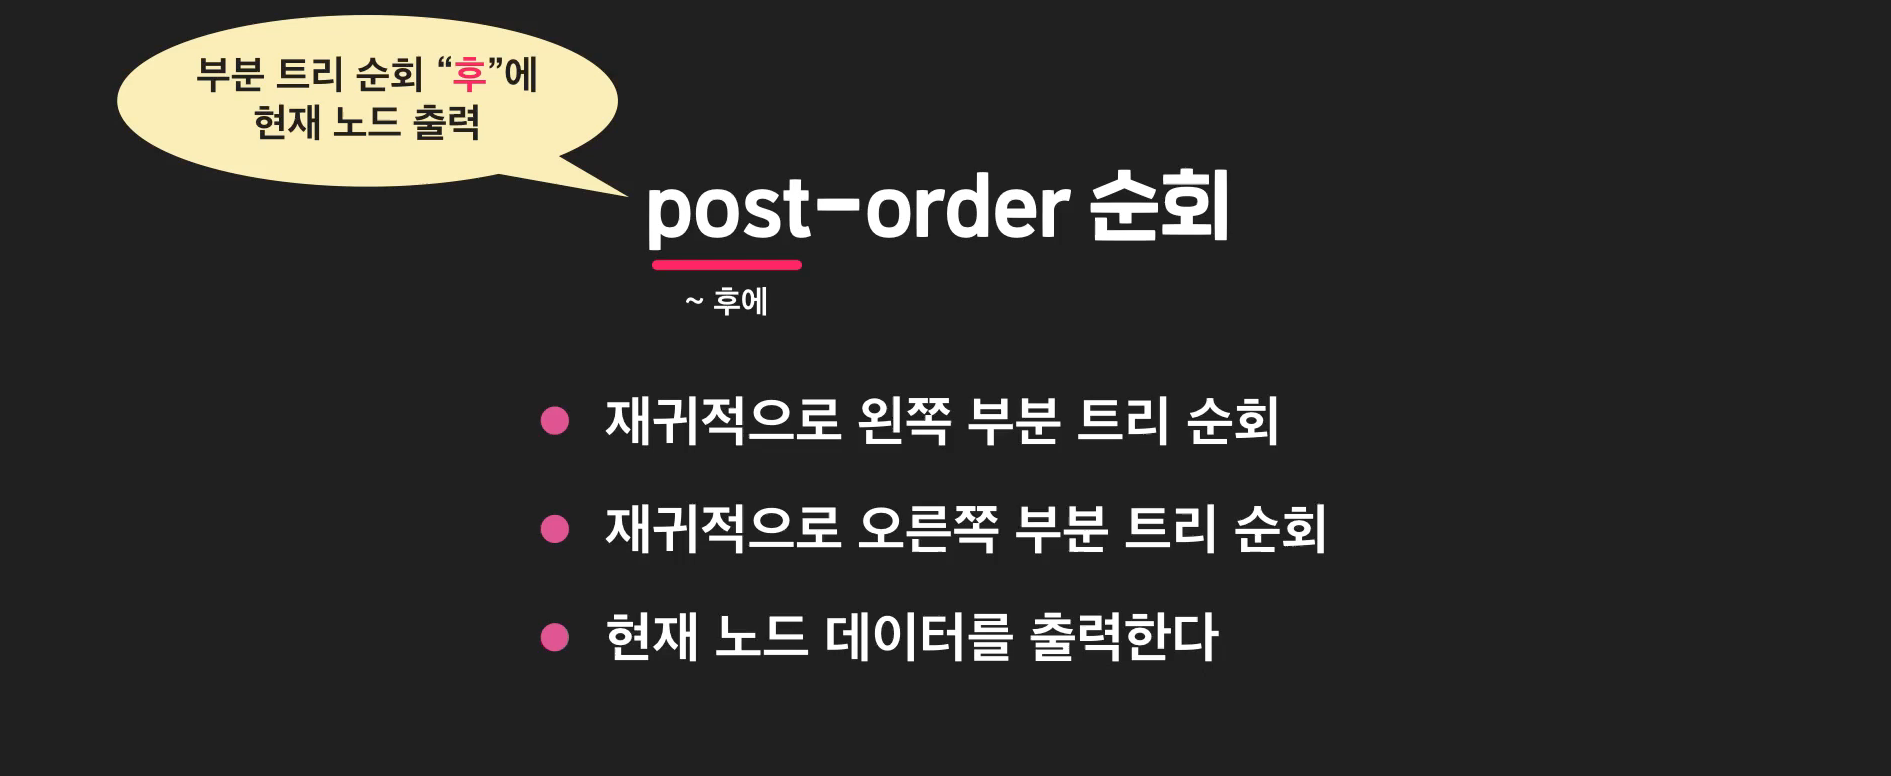 부분 트리 순회 “후”에
현재 노드 출력
post-order 순회
~ 후에
재귀적으로 왼쪽 부분 트리 순회
재귀적으로 오른쪽 부분 트리 순회
현재 노드 데이터를 출력한다